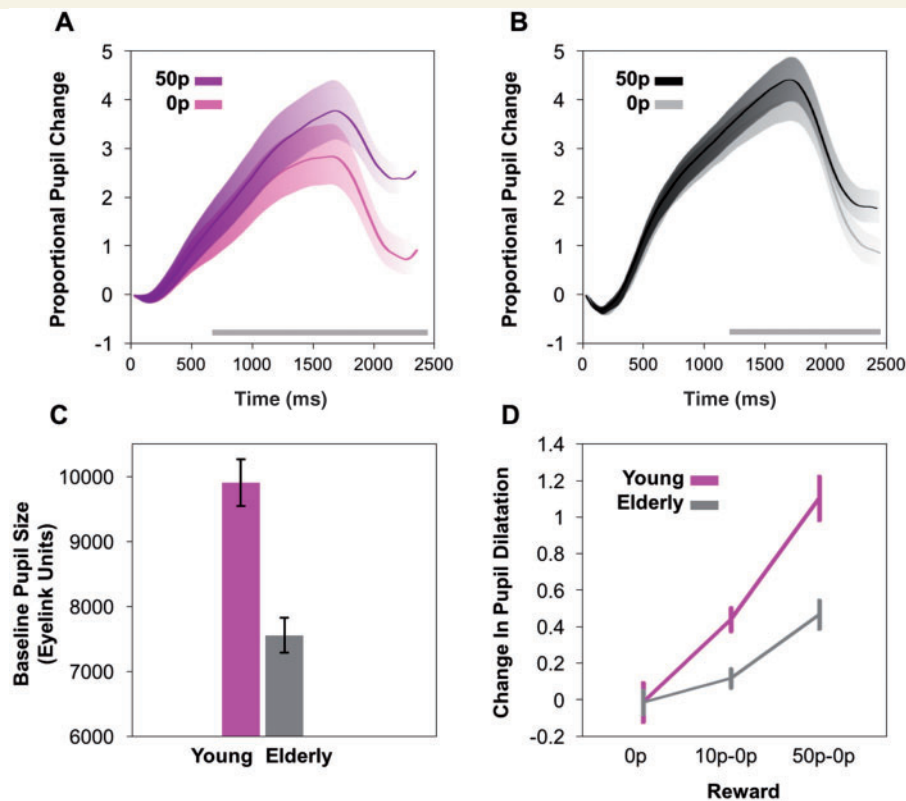 A
Proportional Pupil Change
5
4
3
2
1
0
-1
50p
0p
0
500
1000
1500
2000
2500
Time (ms)
B
Proportional Pupil Change
5
4
3
2
1
0
-1
50p
0p
0
500
1000
1500
2000
2500
Time (ms)
C
Baseline Pupil Size
(Eyelink Units)
10000
9000
8000
7000
6000
Young
Elderly
D
Change In Pupil Dilatation
1.4
1.2
1
0.8
0.6
0.4
0.2
0
-0.2
Young
Elderly
0p
10p-0p
50p-0p
Reward